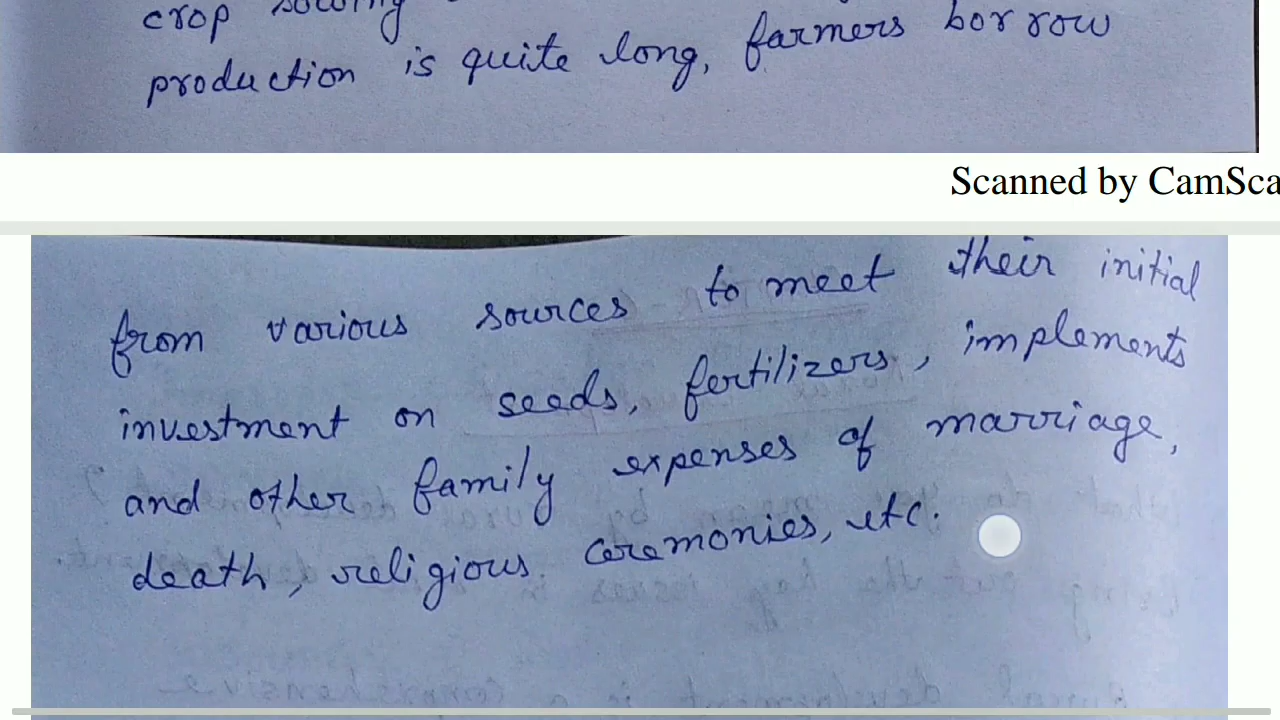 crop sowing
production is quite long, farmers borrow
Scanned by CamSca
from various sources to meet their initial
investment on seeds, fertilizers, implements
and other family expenses of marriage,
death, religious ceremonies, etc.